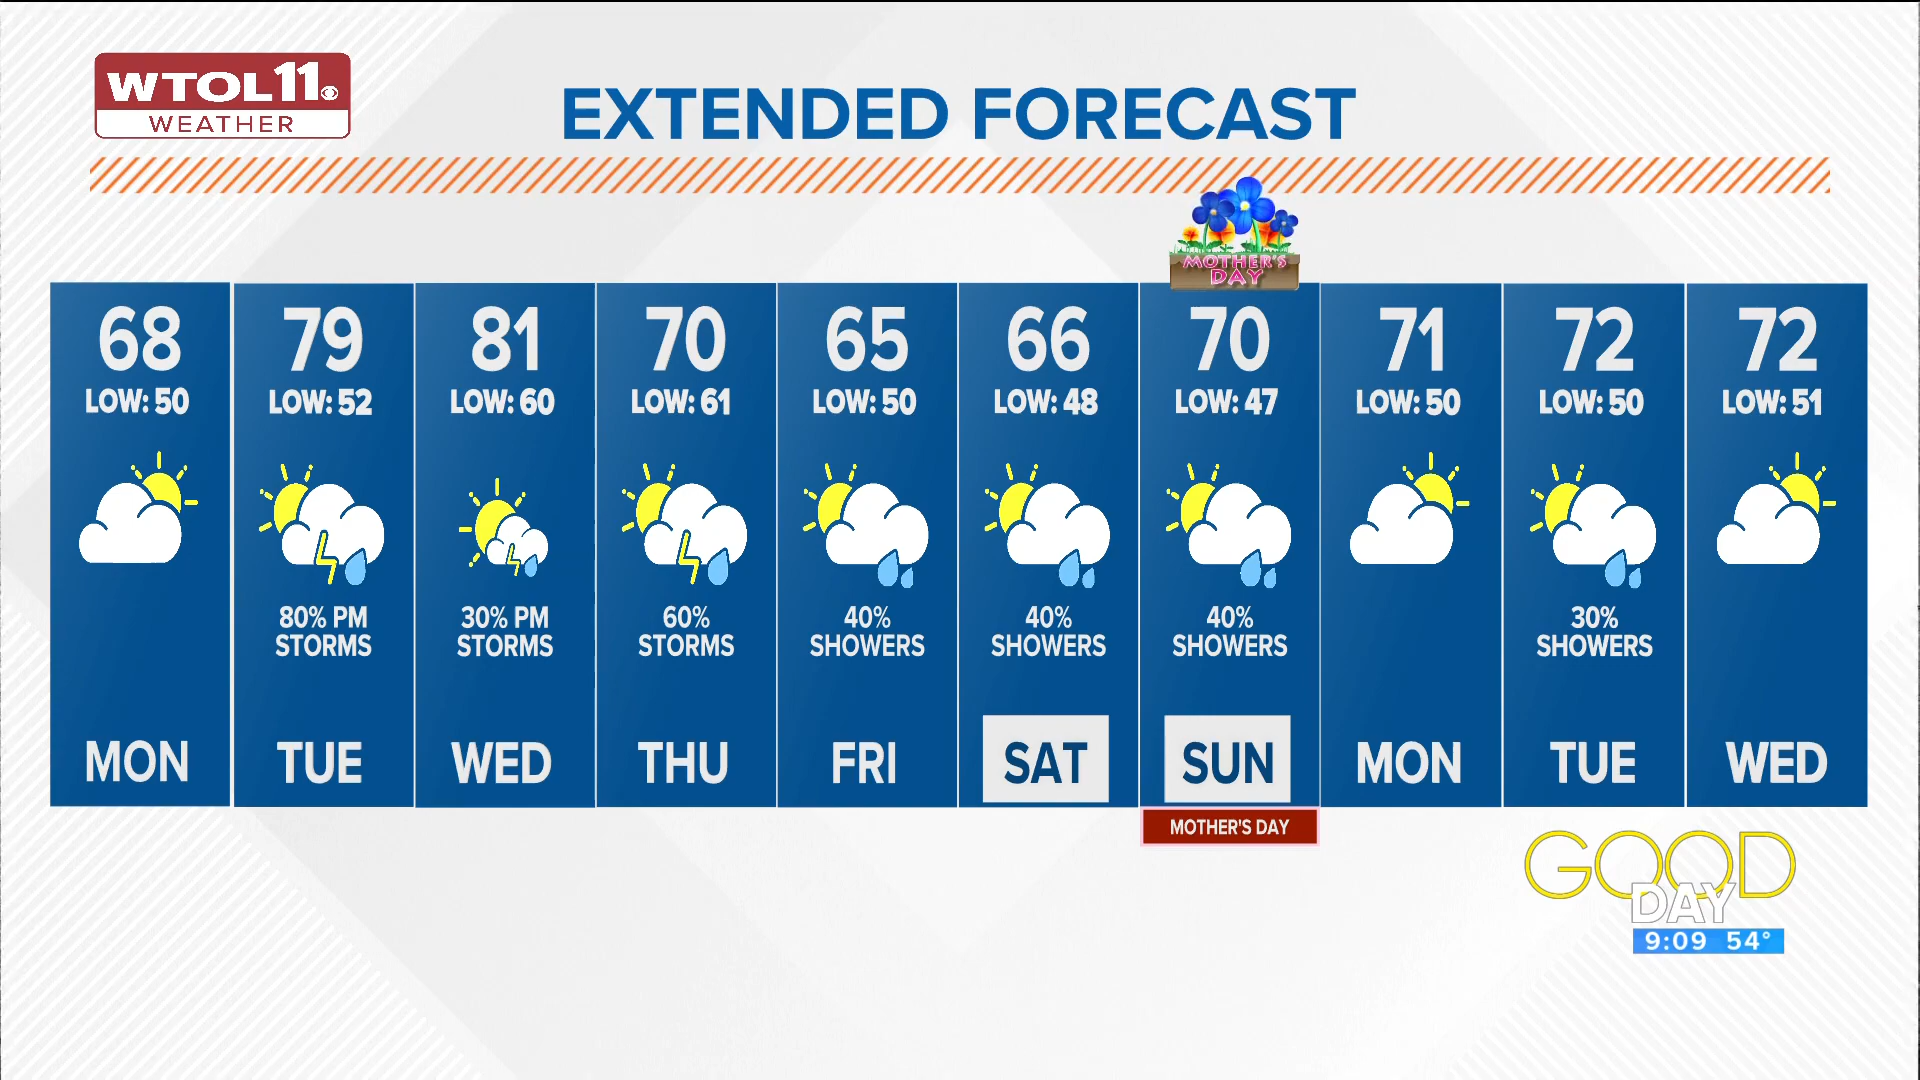 WTOL11
WEATHER
EXTENDED FORECAST
MOTHER'S
DAY
68 79 81 70 65 66 70 71 72 72
LOW: 50 LOW: 52 LOW: 60 LOW: 61 LOW: 50 LOW: 48 LOW: 47 LOW: 50 LOW: 50 LOW: 51
80% PM 30% PM 60% 40% 40% 40% 30%
STORMS STORMS STORMS SHOWERS SHOWERS SHOWERS SHOWERS
MON TUE WED THU FRI SAT SUN MON TUE WED
MOTHER'S DAY
GOOD
DAY
9:09 54°